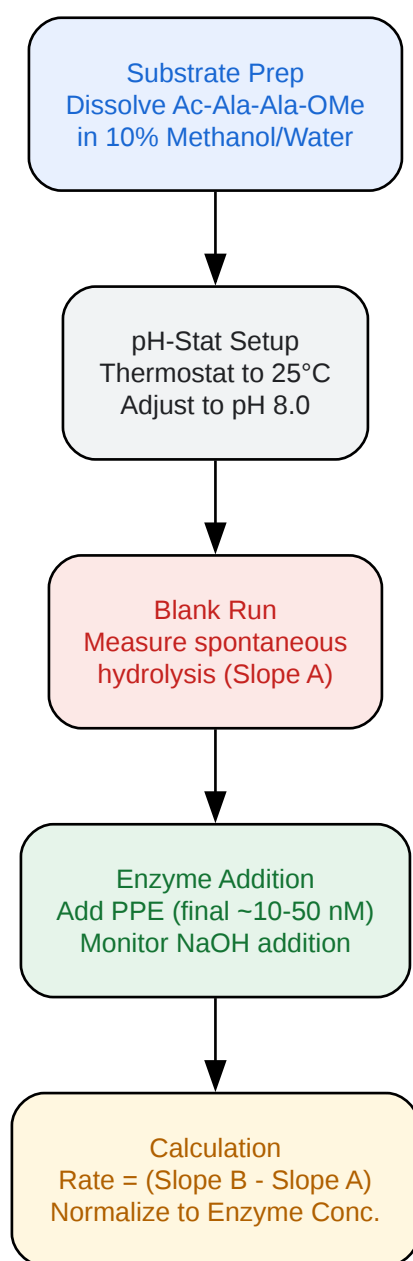 Substrate Prep
Dissolve Ac-Ala-Ala-OMe
in 10% Methanol/Water
pH-Stat Setup
Thermostat to 25°C
Adjust to pH 8.0
Blank Run
Measure spontaneous
hydrolysis (Slope A)
Enzyme Addition
Add PPE (final ~10-50 nM)
Monitor NaOH addition
Calculation
Rate = (Slope B - Slope A)
Normalize to Enzyme Conc.